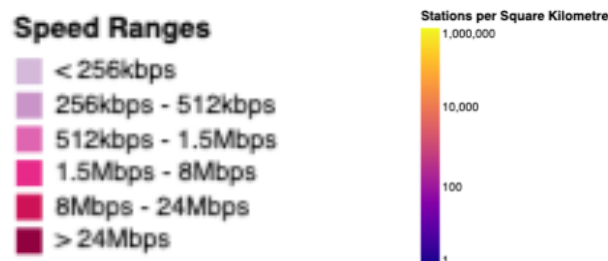 Speed Ranges
< 256kbps
256kbps - 512kbps
512kbps - 1.5Mbps
1.5Mbps - 8Mbps
8Mbps - 24Mbps
> 24Mbps
Stations per Square Kilometre
1,000,000
10,000
100
1